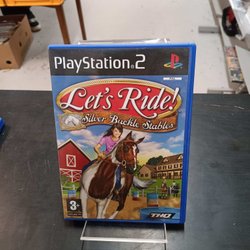 PlayStation 2
Let's Ride!
Silver Buckle Stables
3+
THQ